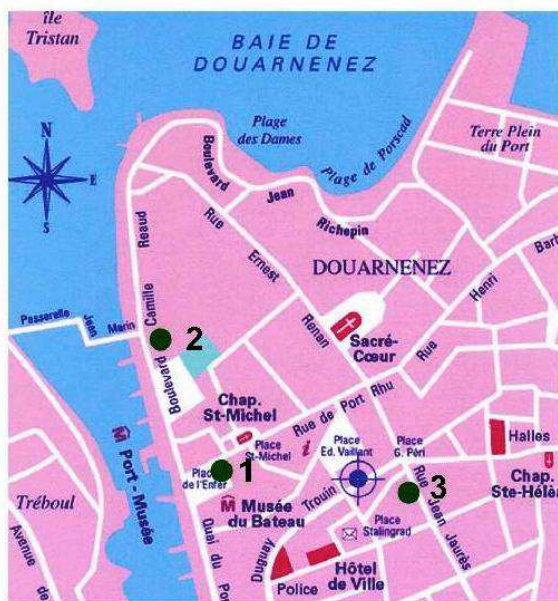 île
Tristan
BAIE DE
DOUARNENEZ
Plage
des Dames
Plage de Porscad
Terre Plein
du Port
N
E
S
Boulevard
Jean
Richepin
Reaud
Rue
Ernest
Renan
DOUARNENEZ
Henri
Barb
Rue
Passerelle
Jean
Marin
Camille
Boulevard
2
Sacré-
Cœur
Chap.
St-Michel
Rue de Port Rhu
Place
St-Michel
i
Place
Ed. Vaillant
Place
G. Péri
Halles
1
Place
de l'Enfer
M
Port-Musée
M
Musée
du Bateau
Trouin
Duguay
3
Rue
Jean
Jaurès
Chap.
Ste-Hélè
Tréboul
Avenue
de
Quai du Por
Place
Stalingrad
Hôtel
de Ville
Police